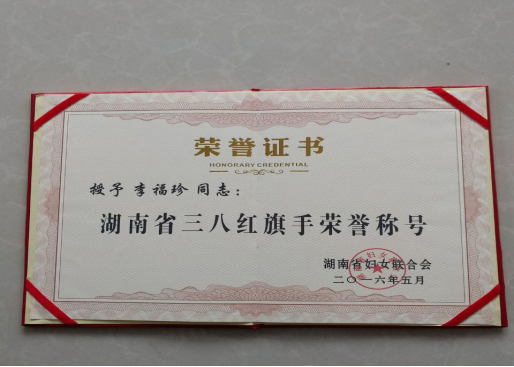 荣誉证书
HONORARY CREDENTIAL
授予 李福珍 同志：
湖南省三八红旗手荣誉称号
湖南省妇女联合会
二〇一六年五月